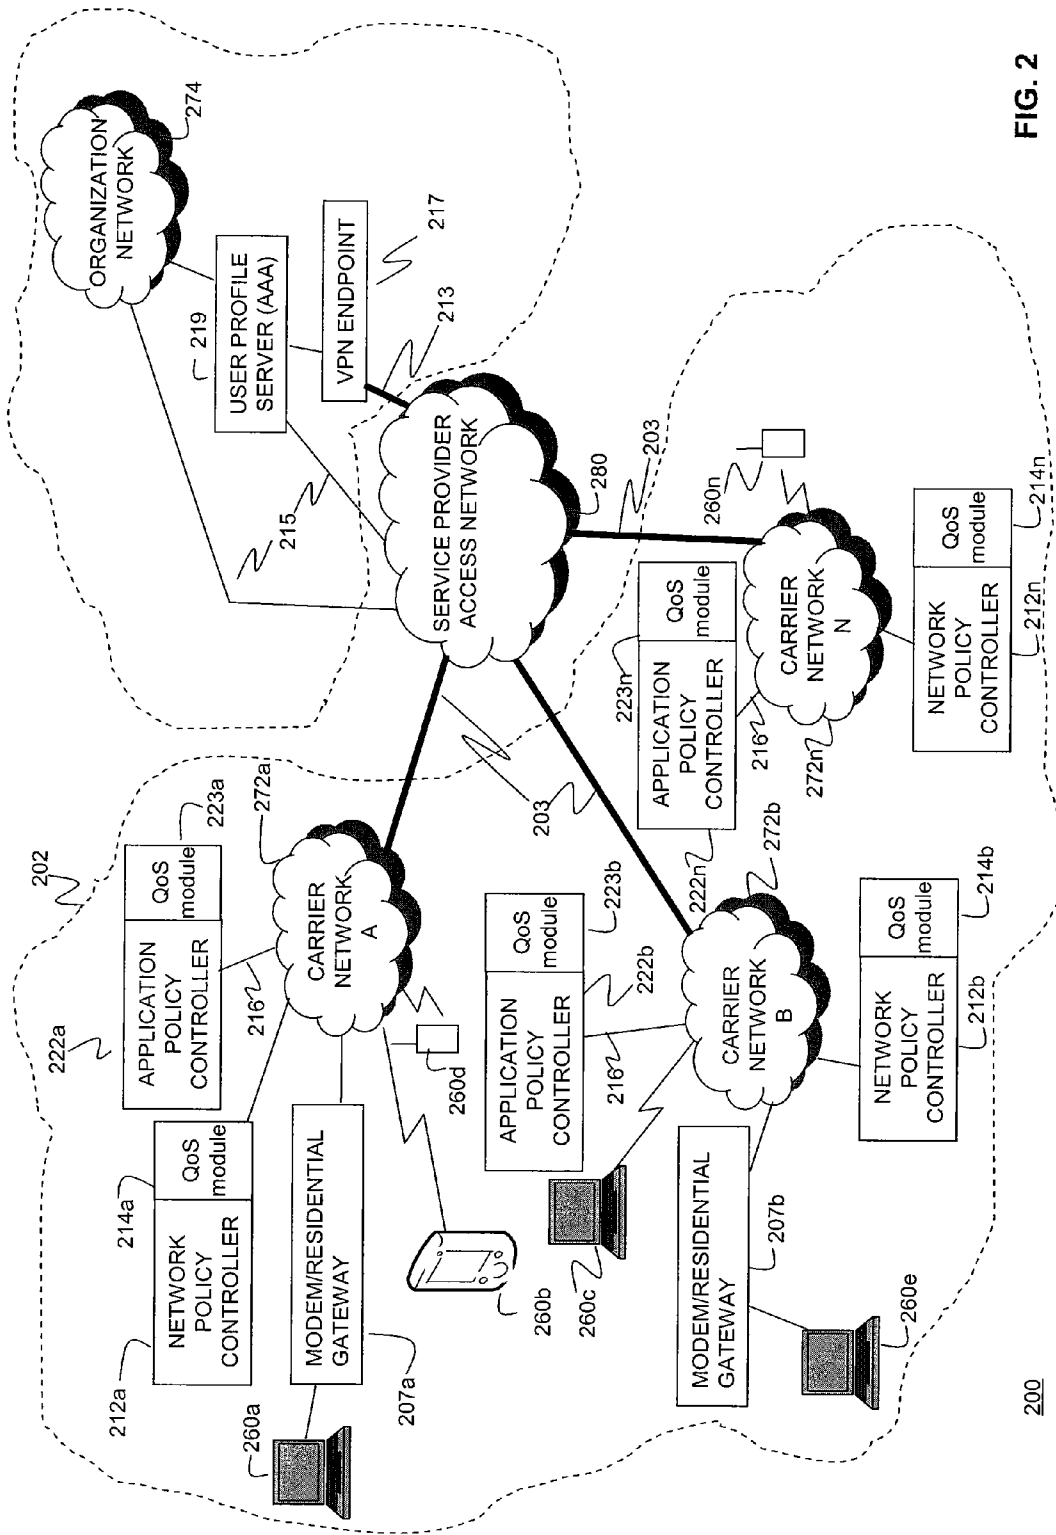 ORGANIZATION
NETWORK
274
219
USER PROFILE
SERVER (AAA)
VPN ENDPOINT
217
213
215
SERVICE PROVIDER
ACCESS NETWORK
280
203
203
202
222a
APPLICATION
POLICY
CONTROLLER
QoS
module
223a
216
272a
CARRIER
NETWORK
A
212a
NETWORK
POLICY
CONTROLLER
QoS
module
214a
260a
MODEM/RESIDENTIAL
GATEWAY
207a
260b
260d
APPLICATION
POLICY
CONTROLLER
QoS
module
223b
222b
216
260c
CARRIER
NETWORK
B
272b
MODEM/RESIDENTIAL
GATEWAY
207b
260e
NETWORK
POLICY
CONTROLLER
QoS
module
214b
212b
223n
APPLICATION
POLICY
CONTROLLER
QoS
module
222n
216
272n
CARRIER
NETWORK
N
260n
NETWORK
POLICY
CONTROLLER
QoS
module
214n
212n
200
FIG. 2